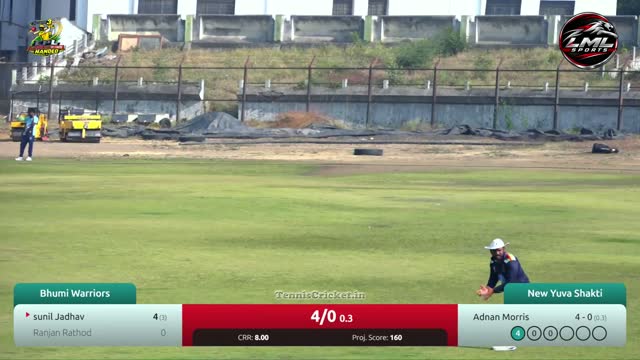 NANDED
LML
SPORTS
Bhumi Warriors
TennisCricket.in
New Yuva Shakti
sunil Jadhav 4 (3)
4/0 0.3
Adnan Morris 4 - 0 (0.3)
Ranjan Rathod 0
CRR: 8.00 Proj. Score: 160
4 0 0